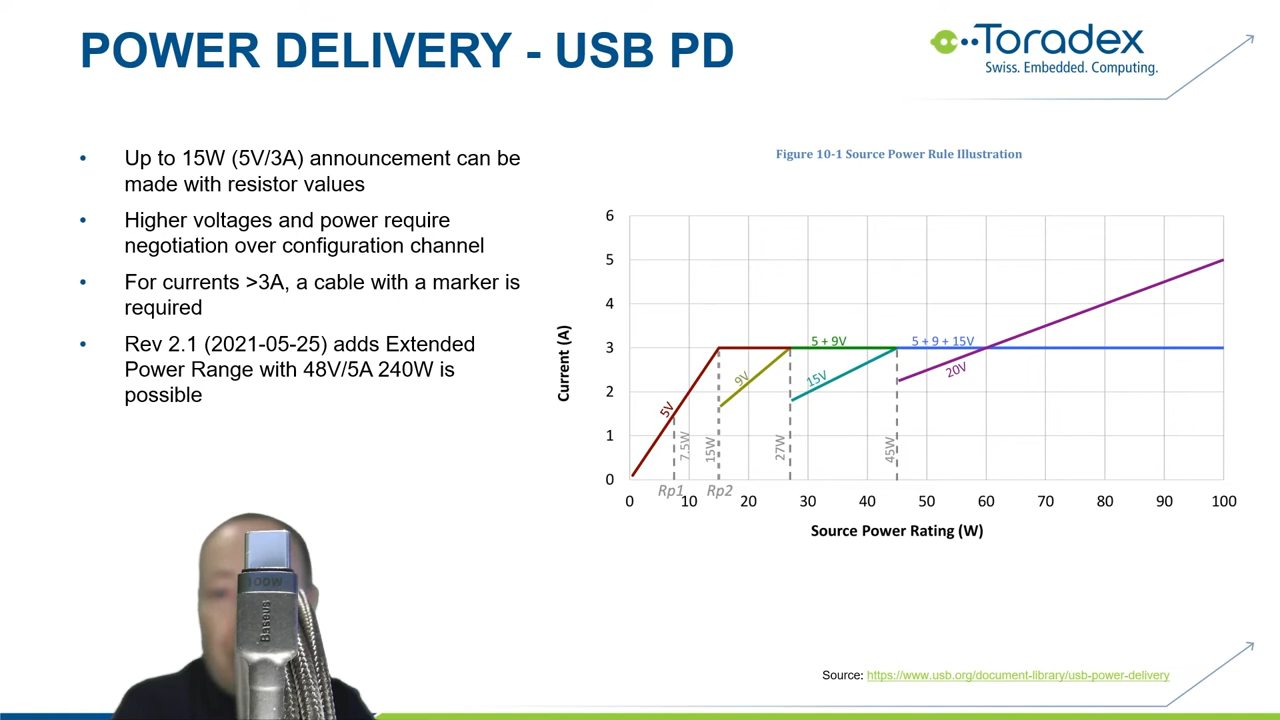 POWER DELIVERY - USB PD
Toradex
Swiss. Embedded. Computing.
• Up to 15W (5V/3A) announcement can be
made with resistor values
• Higher voltages and power require
negotiation over configuration channel
• For currents >3A, a cable with a marker is
required
• Rev 2.1 (2021-05-25) adds Extended
Power Range with 48V/5A 240W is
possible
Figure 10-1 Source Power Rule Illustration
Current (A)
6
5
4
3
2
1
0
5V
9V
5 + 9V
15V
5 + 9 + 15V
20V
7.5W
15W
27W
45W
Rp1
Rp2
0 10 20 30 40 50 60 70 80 90 100
Source Power Rating (W)
100W
Baseus
Source: https://www.usb.org/document-library/usb-power-delivery